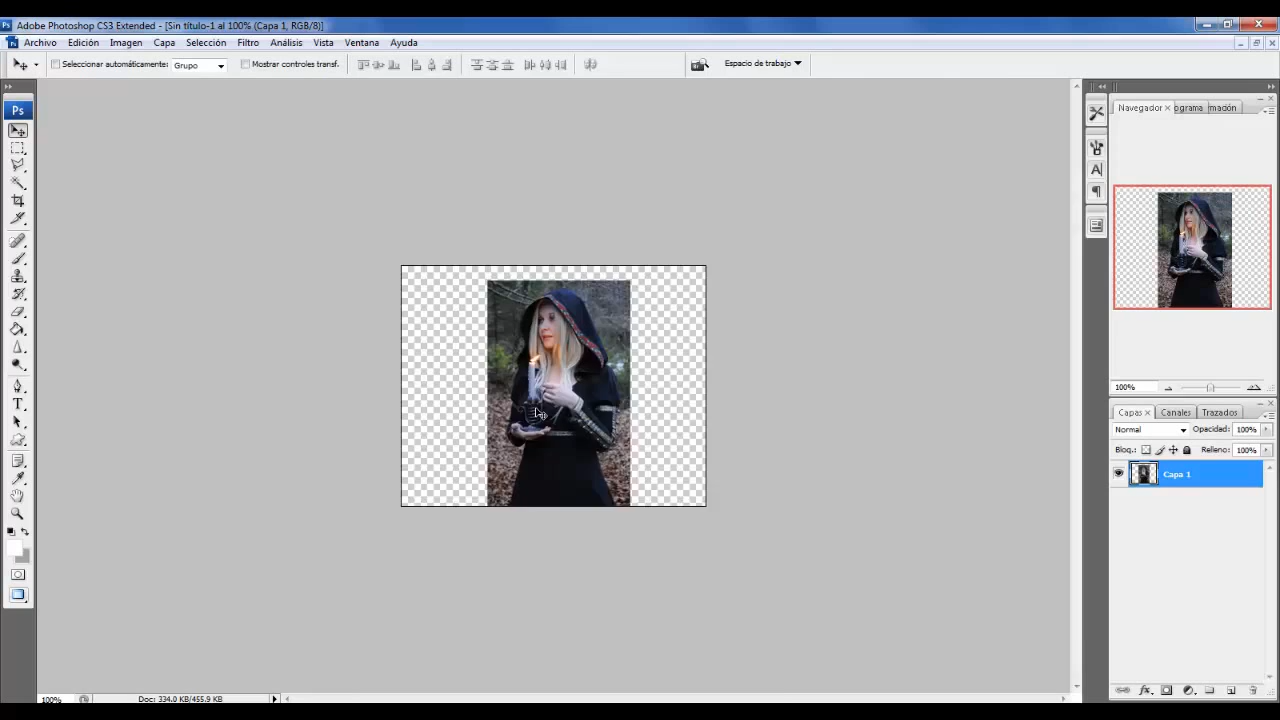 Adobe Photoshop CS3 Extended - [Sin título-1 al 100% (Capa 1, RGB/8)]
Archivo Edición Imagen Capa Selección Filtro Análisis Vista Ventana Ayuda
Seleccionar automáticamente: Grupo Mostrar controles transf. Espacio de trabajo
Ps
Navegador ograma mación
100%
Capas Canales Trazados
Normal Opacidad: 100%
Bloq.: Relleno: 100%
Capa 1
100% Doc: 334.0 KB/455.9 KB